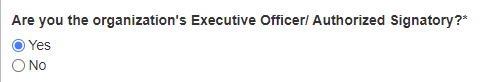 Are you the organization's Executive Officer/ Authorized Signatory?*
Yes
No